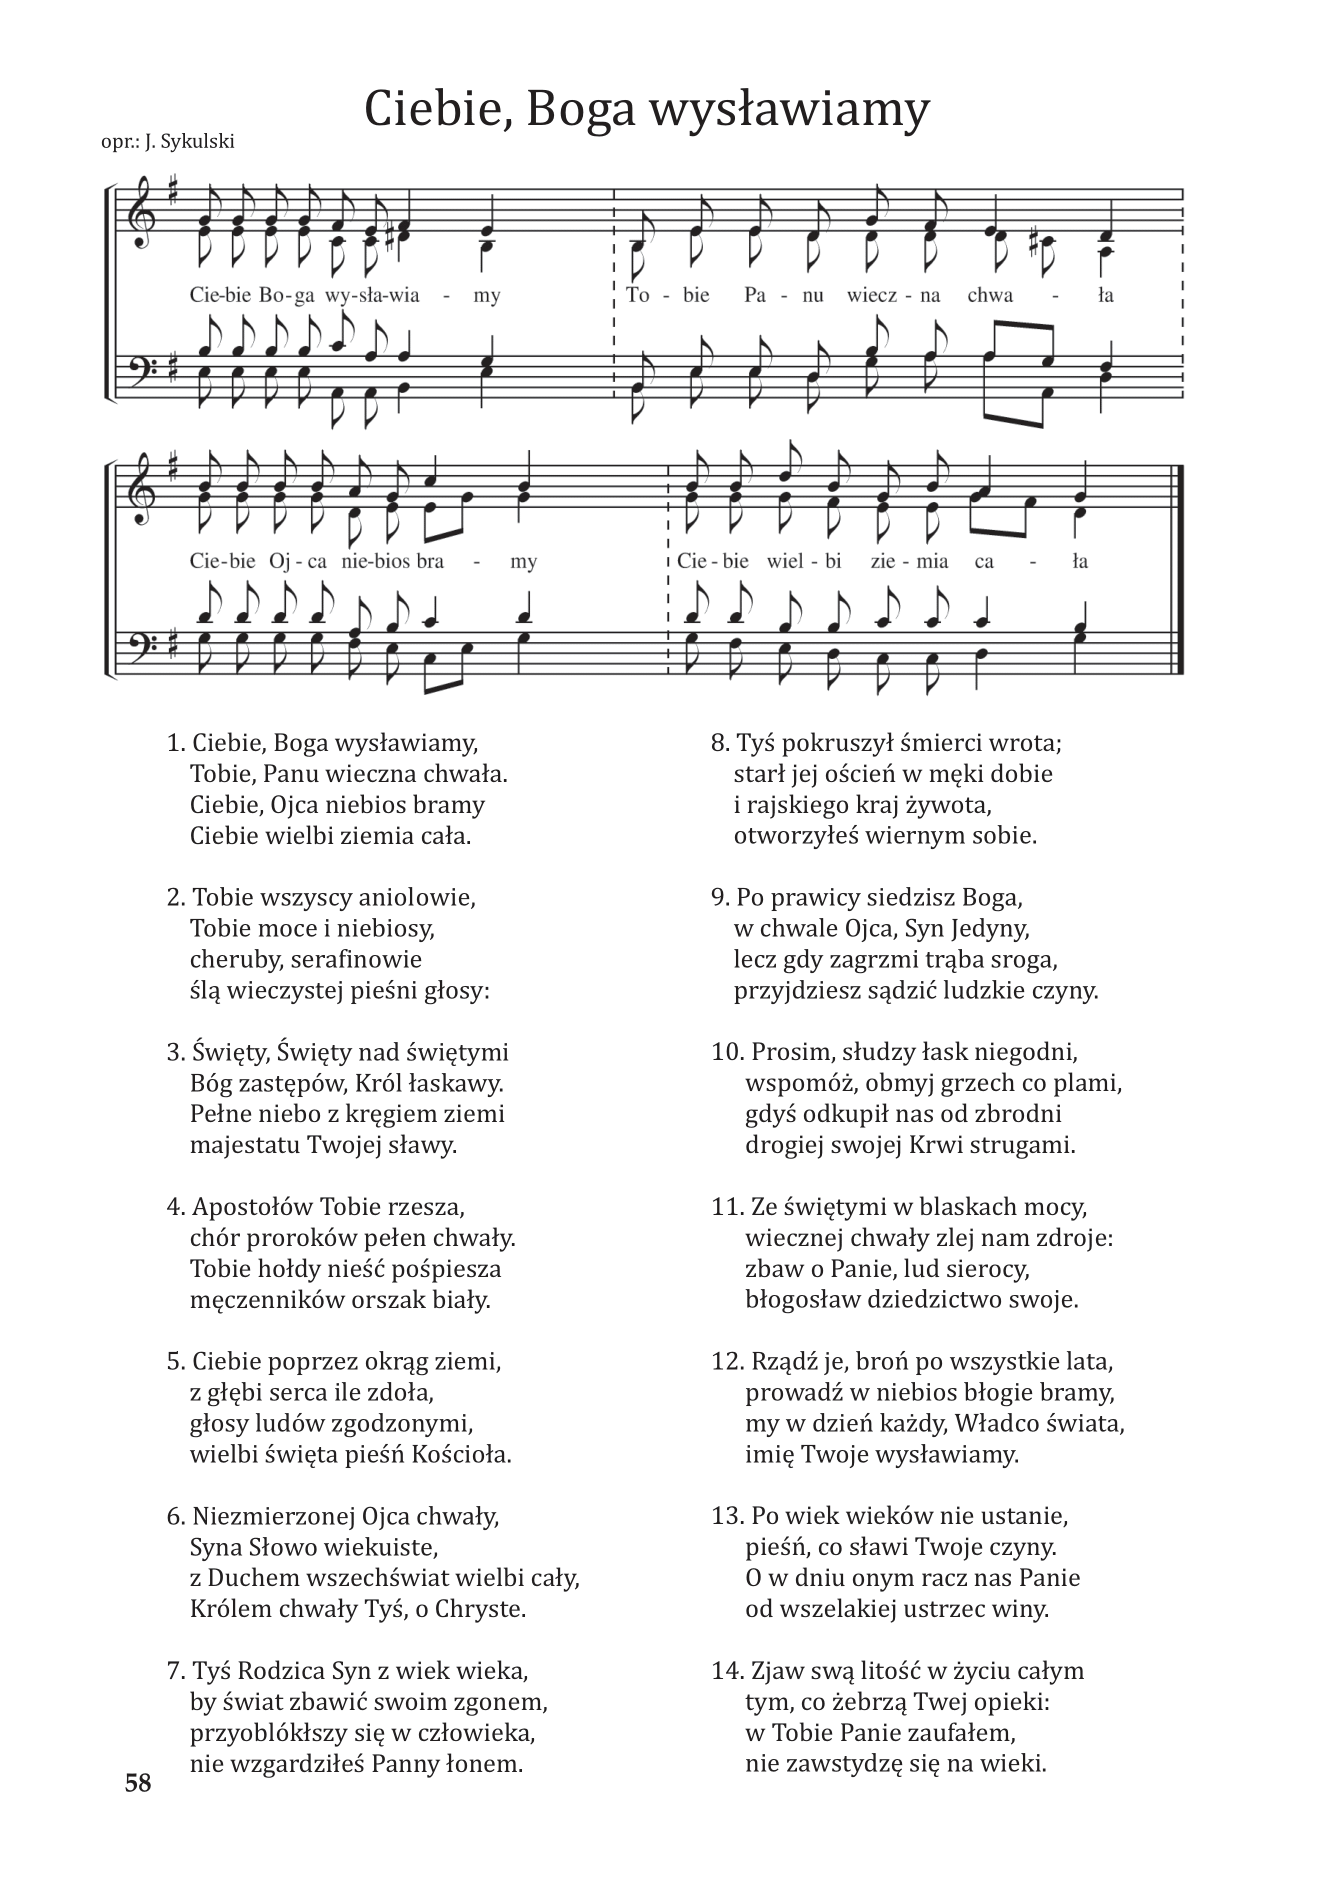 Ciebie, Boga wysławiamy
opr.: J. Sykulski
Cie-bie Bo-ga wy-sła-wia - my To - bie Pa - nu wiecz - na chwa - ła
Cie-bie Oj - ca nie-bios bra - my Cie - bie wiel - bi zie - mia ca - ła
1. Ciebie, Boga wysławiamy,
Tobie, Panu wieczna chwała.
Ciebie, Ojca niebios bramy
Ciebie wielbi ziemia cała.
2. Tobie wszyscy aniolowie,
Tobie moce i niebiosy,
cheruby, serafinowie
ślą wieczystej pieśni głosy:
3. Święty, Święty nad świętymi
Bóg zastępów, Król łaskawy.
Pełne niebo z kręgiem ziemi
majestatu Twojej sławy.
4. Apostołów Tobie rzesza,
chór proroków pełen chwały.
Tobie hołdy nieść pośpiesza
męczenników orszak biały.
5. Ciebie poprzez okrąg ziemi,
z głębi serca ile zdoła,
głosy ludów zgodzonymi,
wielbi święta pieśń Kościoła.
6. Niezmierzonej Ojca chwały,
Syna Słowo wiekuiste,
z Duchem wszechświat wielbi cały,
Królem chwały Tyś, o Chryste.
7. Tyś Rodzica Syn z wiek wieka,
by świat zbawić swoim zgonem,
przyoblókłszy się w człowieka,
nie wzgardziłeś Panny łonem.
8. Tyś pokruszył śmierci wrota;
starł jej oścień w męki dobie
i rajskiego kraj żywota,
otworzyłeś wiernym sobie.
9. Po prawicy siedzisz Boga,
w chwale Ojca, Syn Jedyny,
lecz gdy zagrzmi trąba sroga,
przyjdziesz sądzić ludzkie czyny.
10. Prosim, słudzy łask niegodni,
wspomóż, obmyj grzech co plami,
gdyś odkupił nas od zbrodni
drogiej swojej Krwi strugami.
11. Ze świętymi w blaskach mocy,
wiecznej chwały zlej nam zdroje:
zbaw o Panie, lud sierocy,
błogosław dziedzictwo swoje.
12. Rządź je, broń po wszystkie lata,
prowadź w niebios błogie bramy,
my w dzień każdy, Władco świata,
imię Twoje wysławiamy.
13. Po wiek wieków nie ustanie,
pieśń, co sławi Twoje czyny.
O w dniu onym racz nas Panie
od wszelakiej ustrzec winy.
14. Zjaw swą litość w życiu całym
tym, co żebrzą Twej opieki:
w Tobie Panie zaufałem,
nie zawstydzę się na wieki.
58